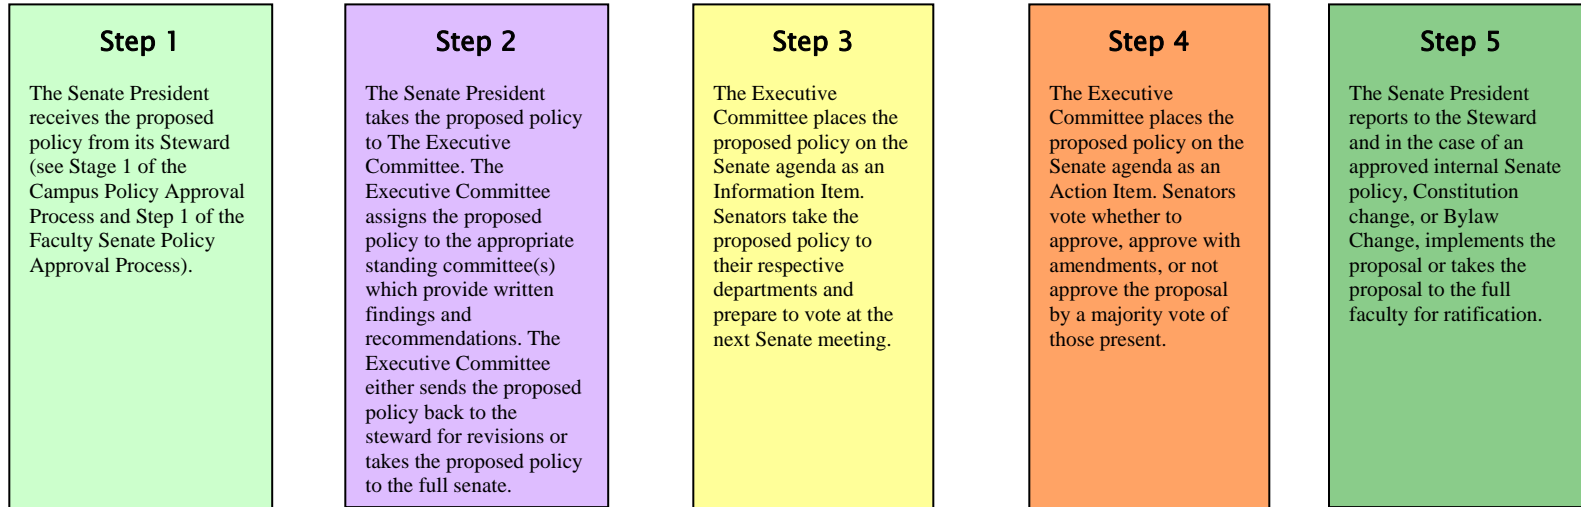 Step 1
The Senate President
receives the proposed
policy from its Steward
(see Stage 1 of the
Campus Policy Approval
Process and Step 1 of the
Faculty Senate Policy
Approval Process).
Step 2
The Senate President
takes the proposed policy
to The Executive
Committee. The
Executive Committee
assigns the proposed
policy to the appropriate
standing committee(s)
which provide written
findings and
recommendations. The
Executive Committee
either sends the proposed
policy back to the
steward for revisions or
takes the proposed policy
to the full senate.
Step 3
The Executive
Committee places the
proposed policy on the
Senate agenda as an
Information Item.
Senators take the
proposed policy to
their respective
departments and
prepare to vote at the
next Senate meeting.
Step 4
The Executive
Committee places the
proposed policy on the
Senate agenda as an
Action Item. Senators
vote whether to
approve, approve with
amendments, or not
approve the proposal
by a majority vote of
those present.
Step 5
The Senate President
reports to the Steward
and in the case of an
approved internal Senate
policy, Constitution
change, or Bylaw
Change, implements the
proposal or takes the
proposal to the full
faculty for ratification.